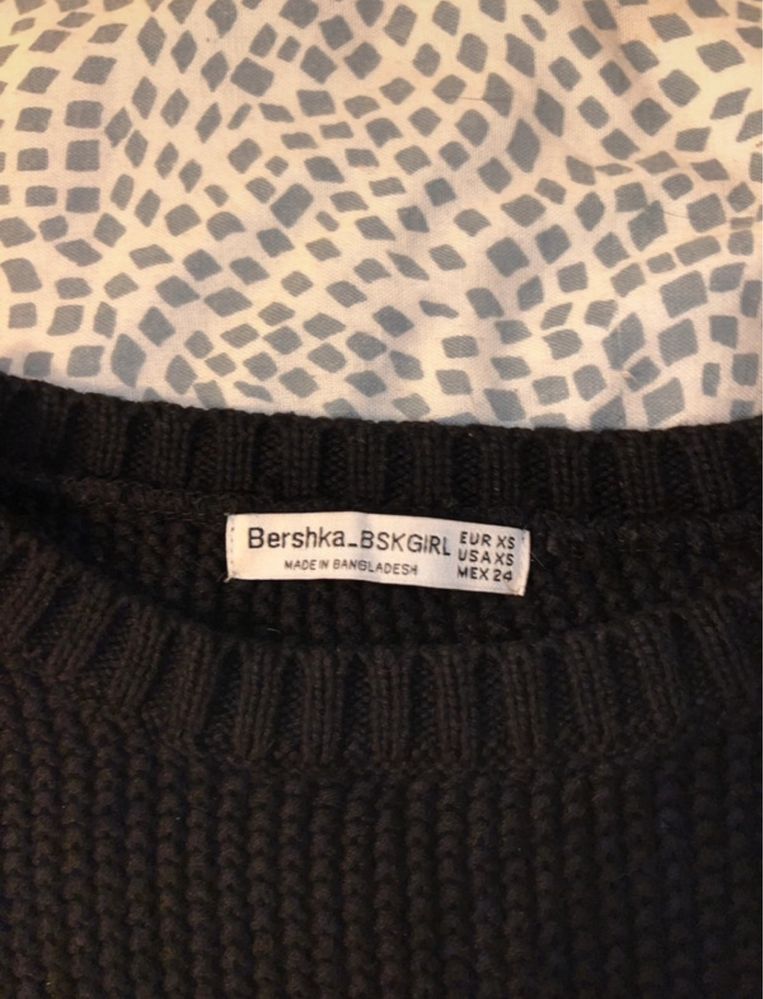 Bershka_BSKGIRL
MADE IN BANGLADESH
EUR XS
USA XS
MEX 24